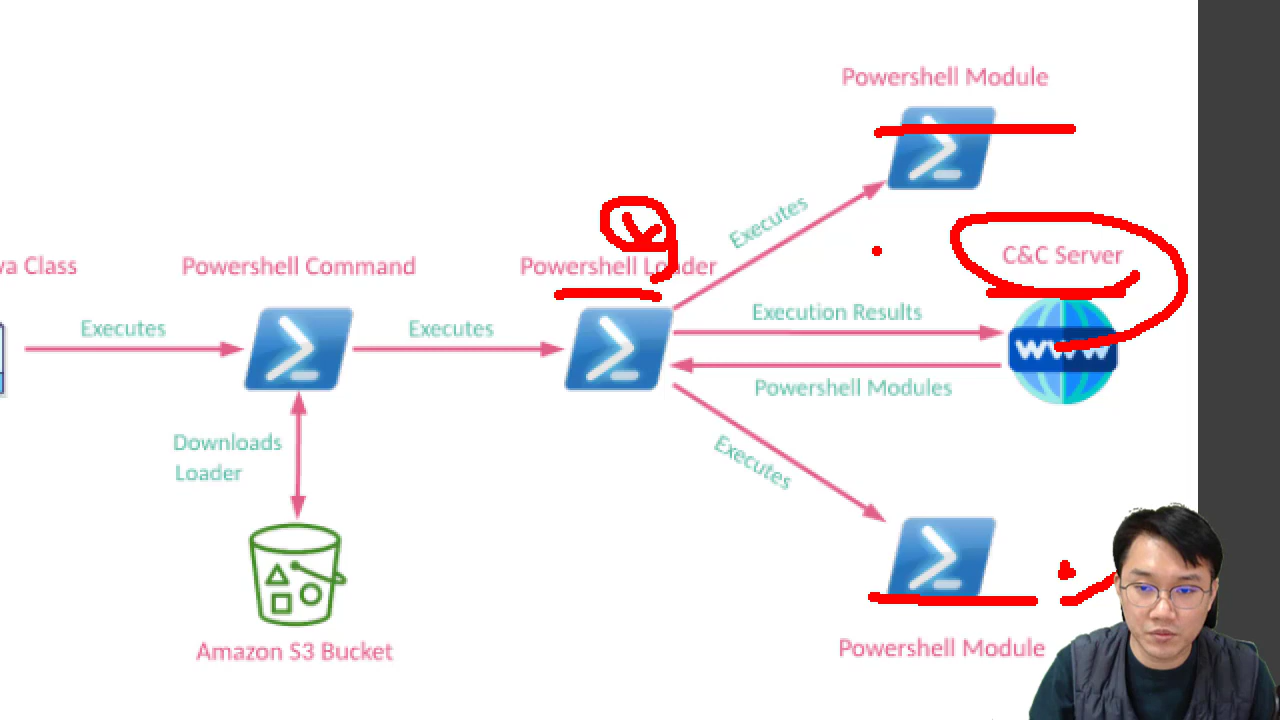 Powershell Module
Executes
va Class
Powershell Command
Powershell Loader
C&C Server
Executes
Executes
Execution Results
www
Powershell Modules
Downloads
Loader
Executes
Amazon S3 Bucket
Powershell Module